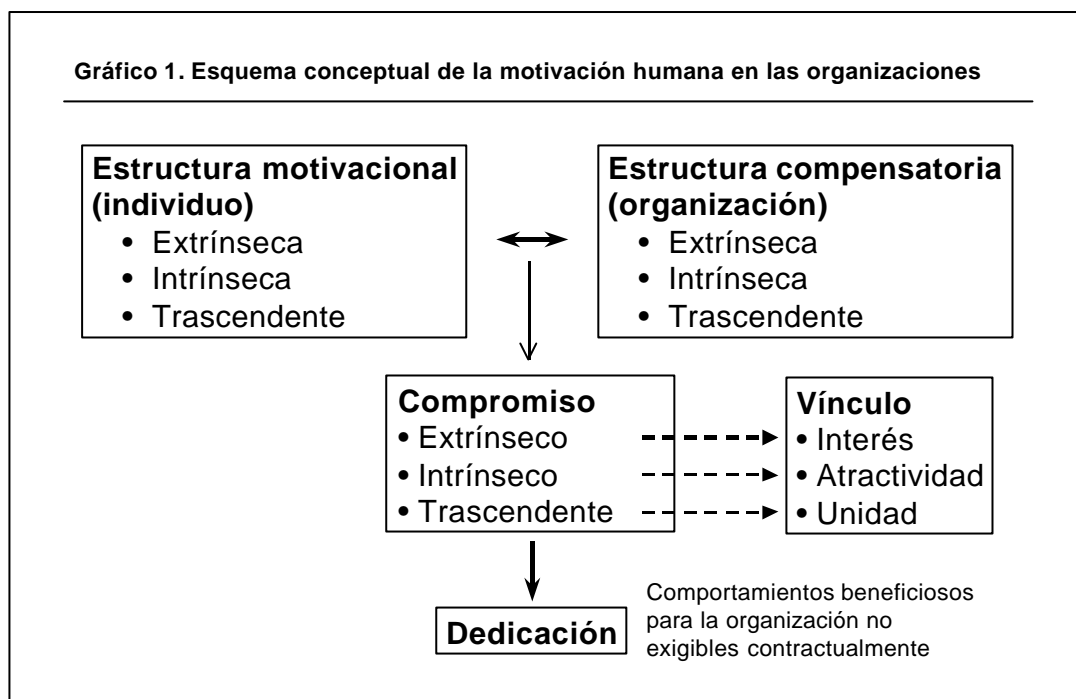 Gráfico 1. Esquema conceptual de la motivación humana en las organizaciones
Estructura motivacional
(individuo)
• Extrínseca
• Intrínseca
• Trascendente
Estructura compensatoria
(organización)
• Extrínseca
• Intrínseca
• Trascendente
Compromiso
• Extrínseco
• Intrínseco
• Trascendente
Vínculo
• Interés
• Atractividad
• Unidad
Dedicación
Comportamientos beneficiosos
para la organización no
exigibles contractualmente